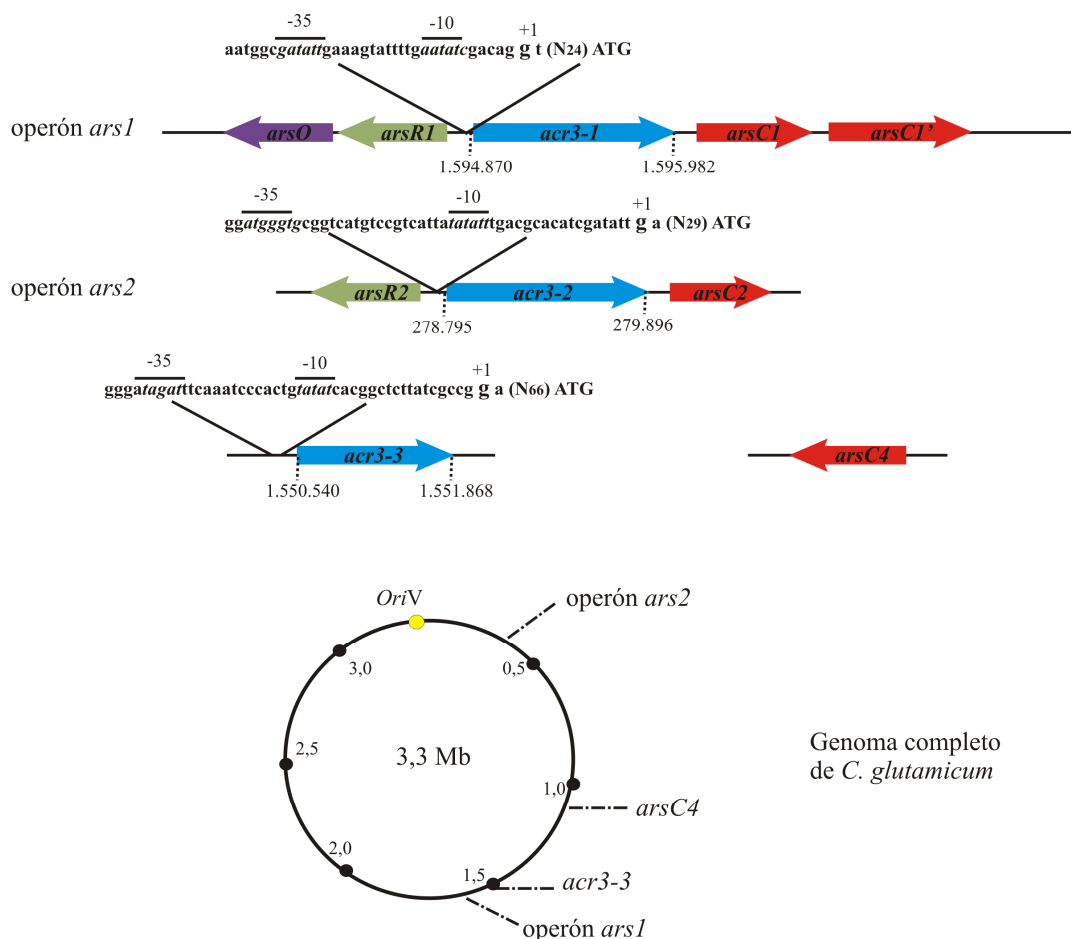 -35 -10 +1
aatggcgatattgaaagtattttgaatatcgacag g t (N24) ATG
operón ars1
arsO arsR1 acr3-1 arsC1 arsC1’
1.594.870 1.595.982
-35 -10 +1
ggatgggtgcggtcatgtccgtcattatatatttgacgcacatcgatatt g a (N29) ATG
operón ars2
arsR2 acr3-2 arsC2
278.795 279.896
-35 -10 +1
gggatagatttcaaatcccactgtatatcacggctcttatcgccg g a (N66) ATG
acr3-3 arsC4
1.550.540 1.551.868
OriV
operón ars2
3,0
0,5
2,5
3,3 Mb
Genoma completo
de C. glutamicum
1,0
arsC4
2,0
1,5
acr3-3
operón ars1